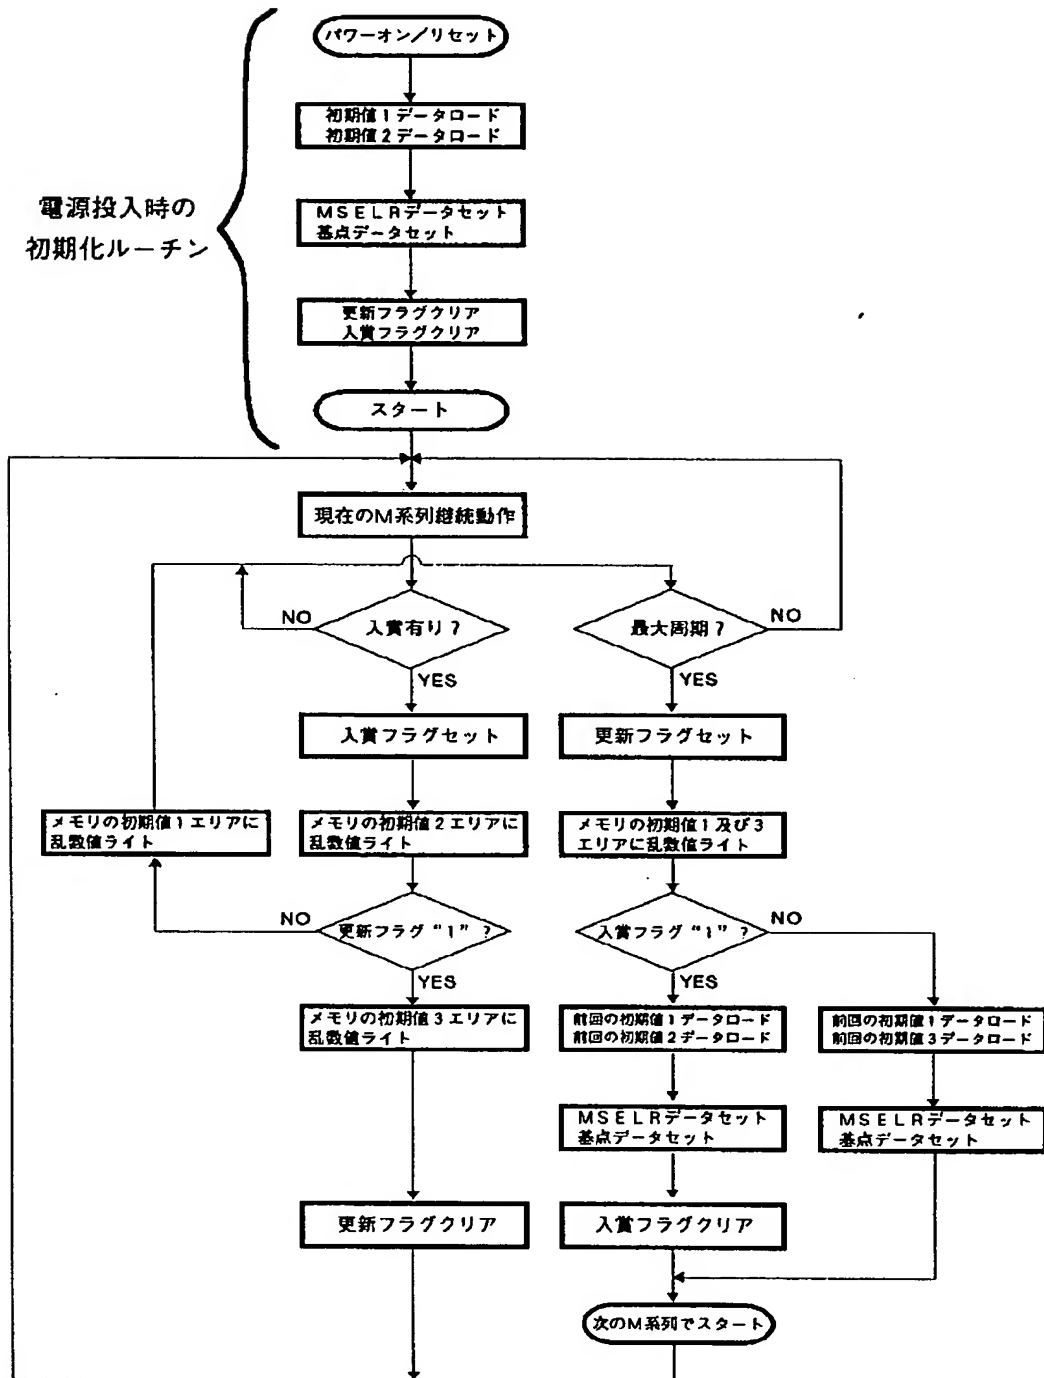 パワーオン／リセット
初期値1データロード
初期値2データロード
電源投入時の
初期化ルーチン
MSELRデータセット
基点データセット
更新フラグクリア
入賞フラグクリア
スタート
現在のM系列継続動作
NO
入賞有り？
YES
最大周期？
NO
YES
入賞フラグセット
更新フラグセット
メモリの初期値1エリアに
乱数値ライト
メモリの初期値2エリアに
乱数値ライト
メモリの初期値1及び3
エリアに乱数値ライト
NO
更新フラグ“1”？
YES
入賞フラグ“1”？
NO
YES
メモリの初期値3エリアに
乱数値ライト
前回の初期値1データロード
前回の初期値2データロード
前回の初期値1データロード
前回の初期値3データロード
MSELRデータセット
基点データセット
MSELRデータセット
基点データセット
更新フラグクリア
入賞フラグクリア
次のM系列でスタート